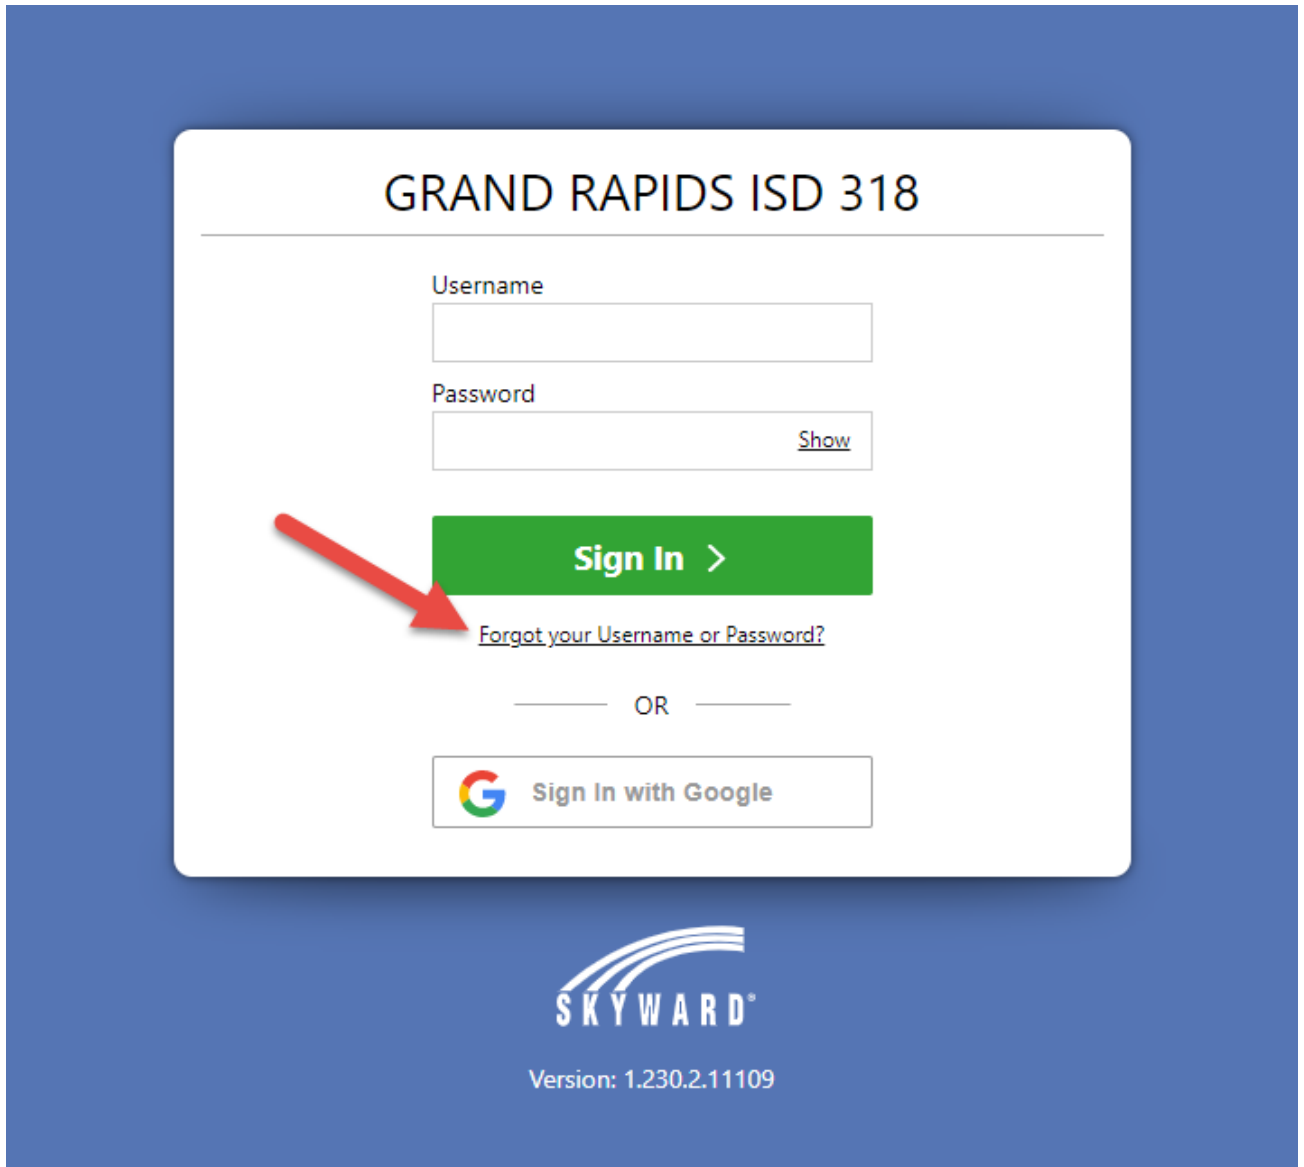 GRAND RAPIDS ISD 318
Username
Password
Show
Sign In
Forgot your Username or Password?
OR
Sign In with Google
SKYWARD®
Version: 1.230.2.11109